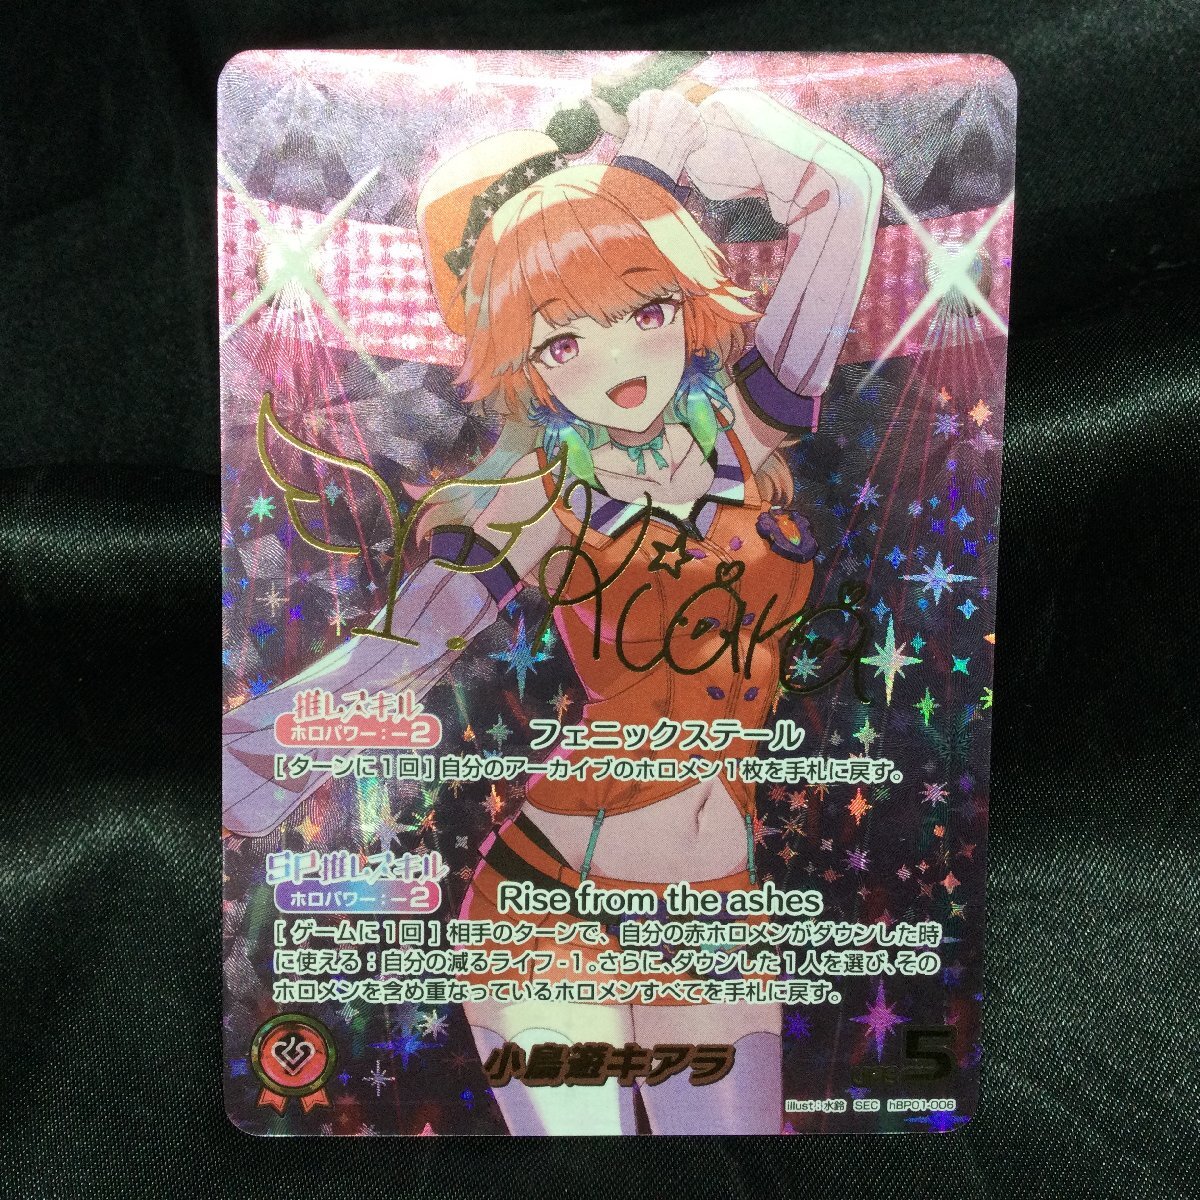 T. Kiara
推しスキル
ホロパワー：－2
フェニックステール
[ターンに1回]自分のアーカイブのホロメン1枚を手札に戻す。
SP推しスキル
ホロパワー：－2
Rise from the ashes
[ゲームに1回]相手のターンで、自分の赤ホロメンがダウンした時
に使える：自分の減るライフ-1。さらに、ダウンした1人を選び、その
ホロメンを含め重なっているホロメンすべてを手札に戻す。
小鳥遊キアラ
5
illust：水鈴 SEC hBP01-006